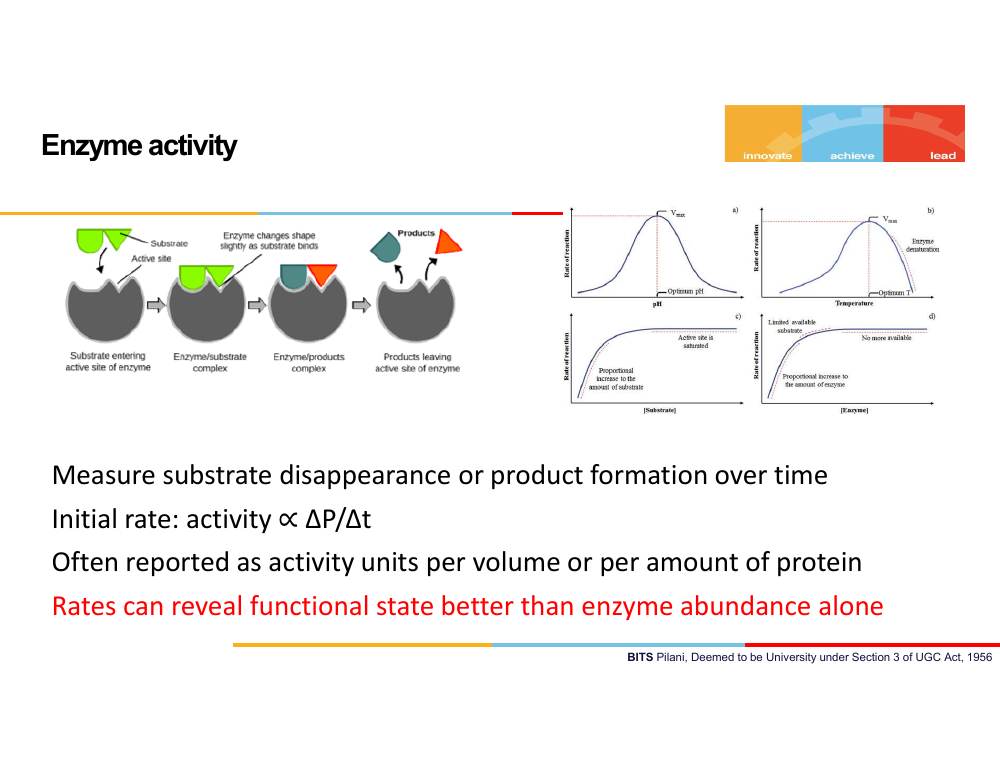 Enzyme activity
innovate achieve lead
Substrate
Active site
Enzyme changes shape
slightly as substrate binds
Products
Substrate entering
active site of enzyme
Enzyme/substrate
complex
Enzyme/products
complex
Products leaving
active site of enzyme
a)
Vmax
Rate of reaction
Optimum pH
pH
b)
Vmax
Enzyme
denaturation
Rate of reaction
Optimum T
Temperature
c)
Active site is
saturated
Rate of reaction
Proportional
increase to the
amount of substrate
[Substrate]
d)
Limited available
substrate
No more available
Rate of reaction
Proportional increase to
the amount of enzyme
[Enzyme]
Measure substrate disappearance or product formation over time
Initial rate: activity ∝ ΔP/Δt
Often reported as activity units per volume or per amount of protein
Rates can reveal functional state better than enzyme abundance alone
BITS Pilani, Deemed to be University under Section 3 of UGC Act, 1956